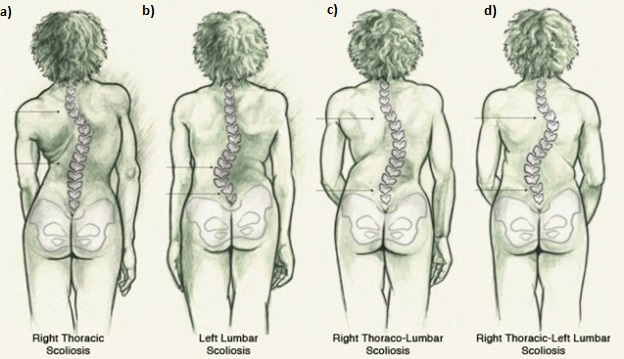 a)
b)
c)
d)
Right Thoracic
Scoliosis
Left Lumbar
Scoliosis
Right Thoraco-Lumbar
Scoliosis
Right Thoracic-Left Lumbar
Scoliosis